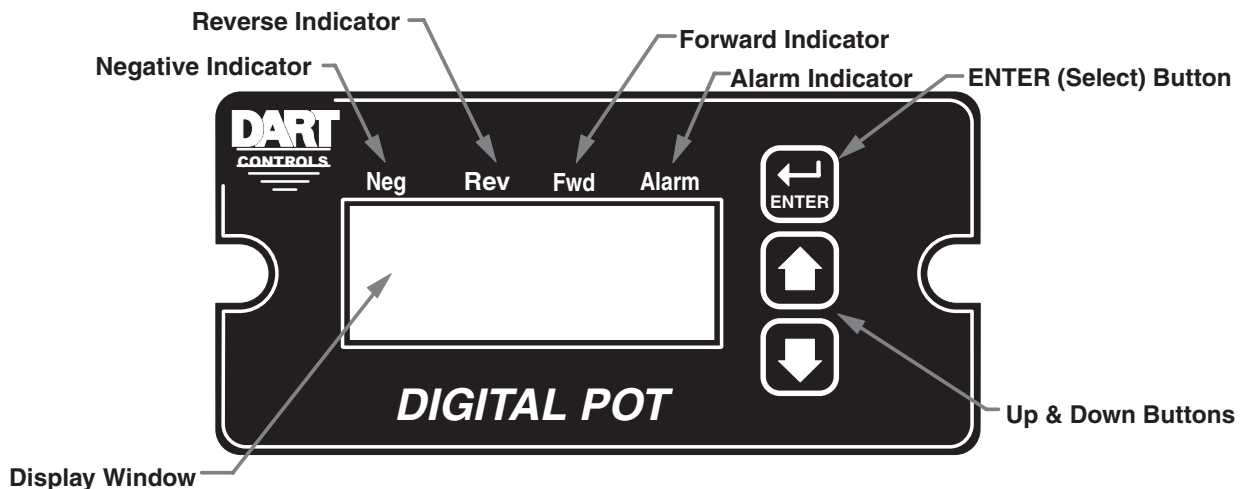 Reverse Indicator
Forward Indicator
Negative Indicator
Alarm Indicator
ENTER (Select) Button
DART
CONTROLS
Neg Rev Fwd Alarm
ENTER
DIGITAL POT
Up & Down Buttons
Display Window